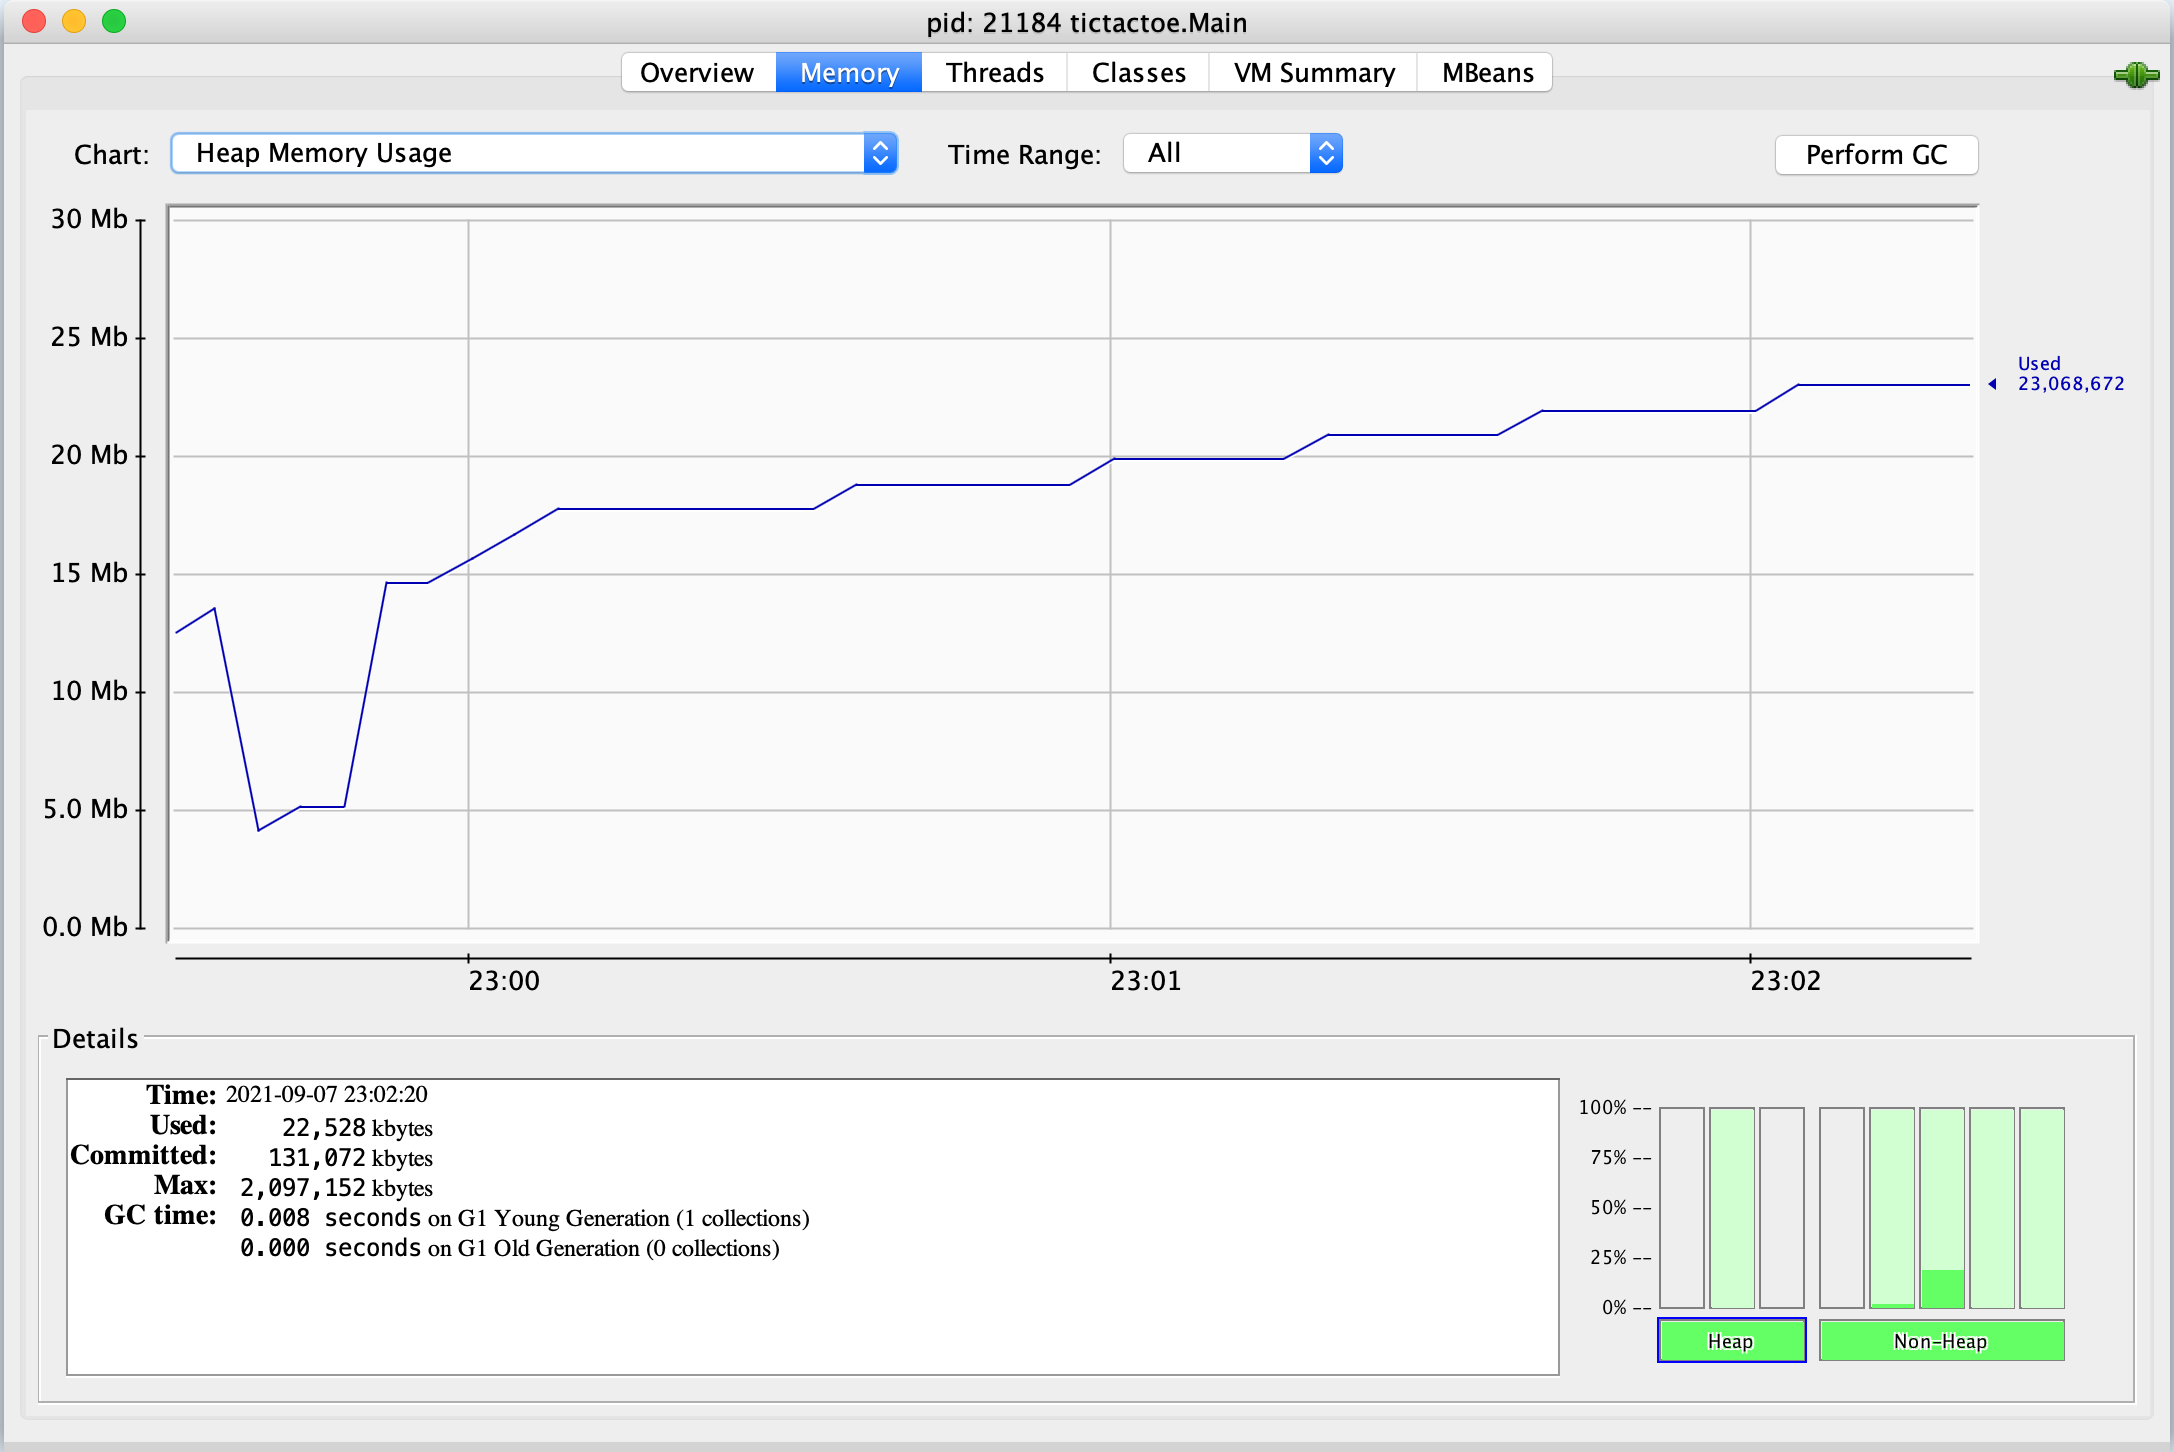 pid: 21184 tictactoe.Main
Overview Memory Threads Classes VM Summary MBeans
Chart: Heap Memory Usage Time Range: All Perform GC
30 Mb
25 Mb
20 Mb
15 Mb
10 Mb
5.0 Mb
0.0 Mb
Used
23,068,672
23:00 23:01 23:02
Details
Time: 2021-09-07 23:02:20
Used: 22,528 kbytes
Committed: 131,072 kbytes
Max: 2,097,152 kbytes
GC time: 0.008 seconds on G1 Young Generation (1 collections)
0.000 seconds on G1 Old Generation (0 collections)
100% --
75% --
50% --
25% --
0% --
Heap Non-Heap